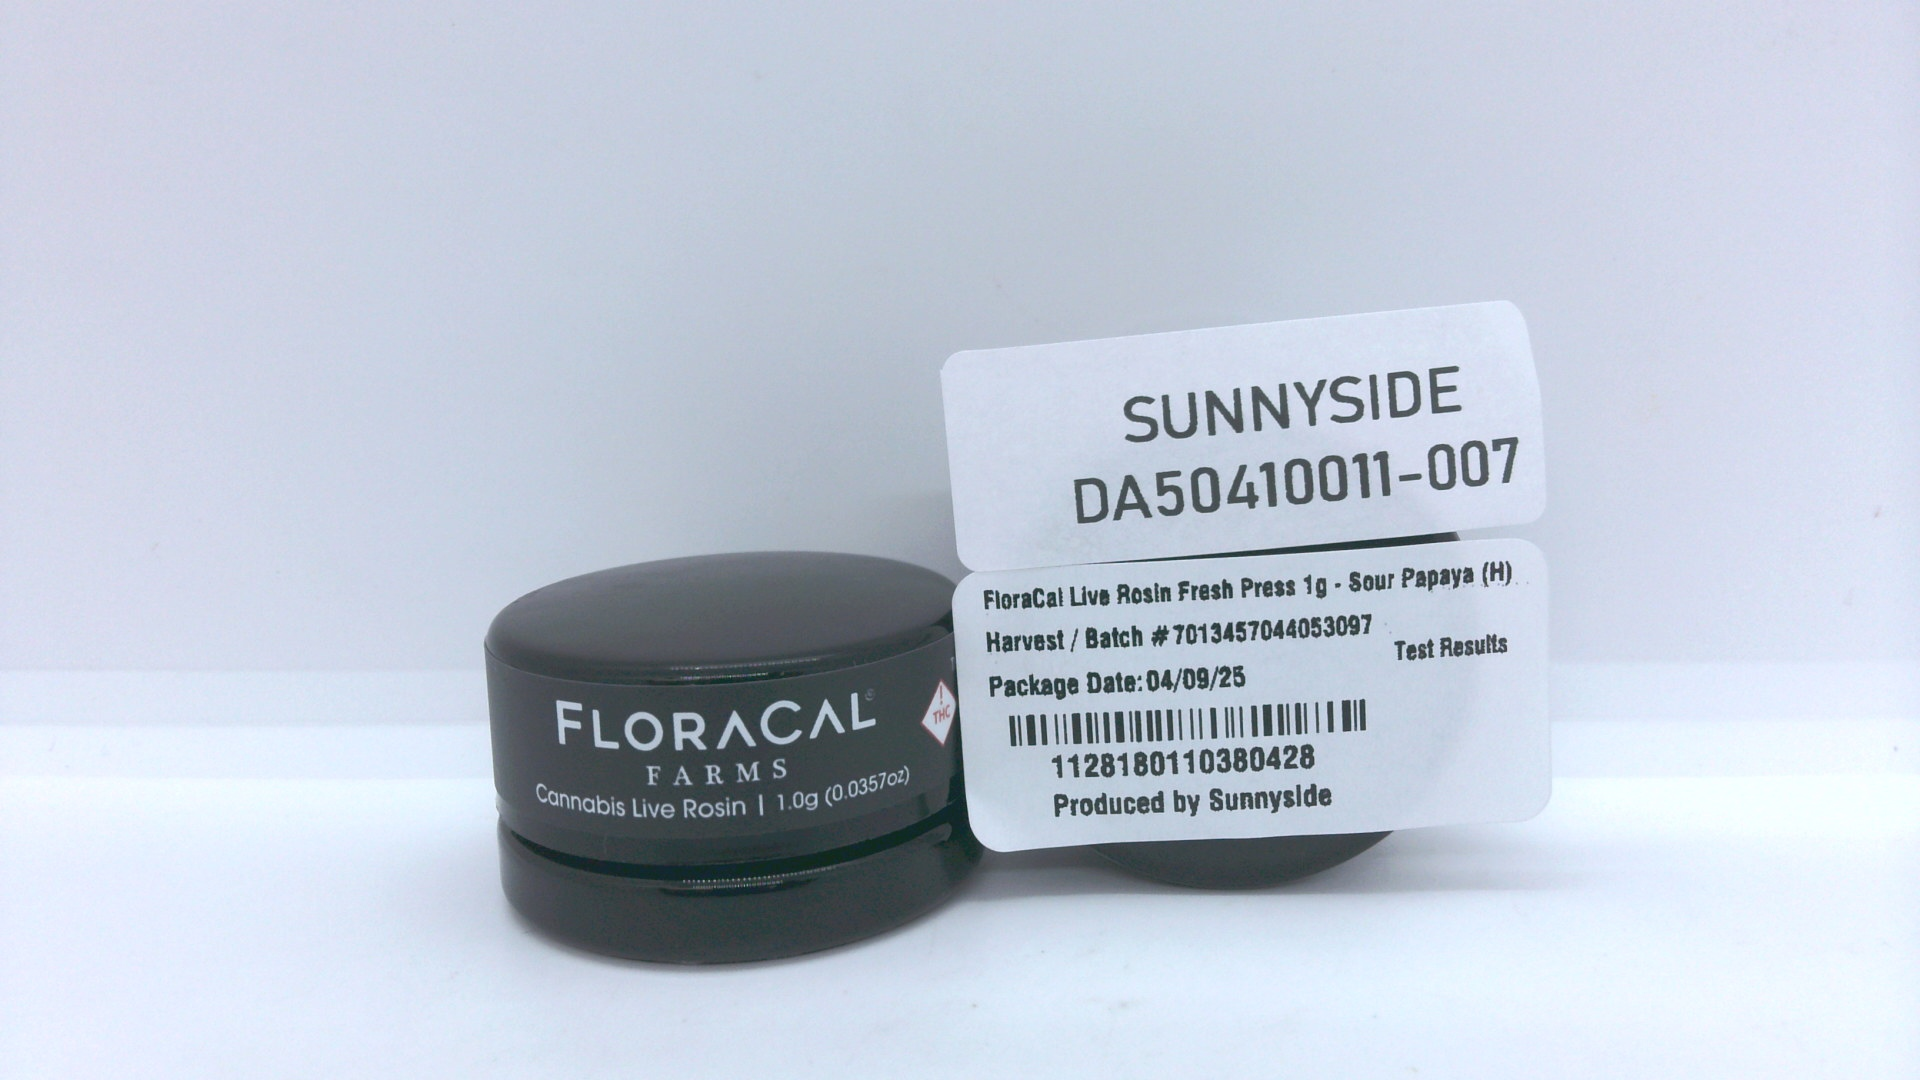 FLORACAL®
FARMS
Cannabis Live Rosin | 1.0g (0.0357oz)
!
THC
SUNNYSIDE
DA50410011-007
FloraCal Live Rosin Fresh Press 1g - Sour Papaya (H)
Harvest / Batch #7013457044053097
Test Results
Package Date:04/09/25
1128180110380428
Produced by Sunnyside